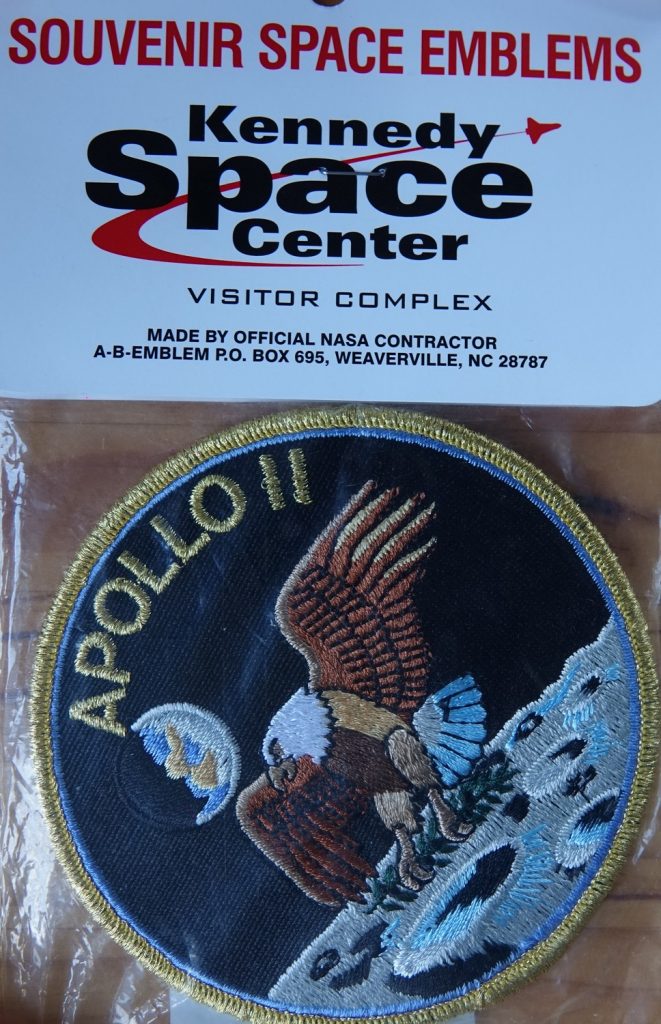 SOUVENIR SPACE EMBLEMS
Kennedy
Space
Center
VISITOR COMPLEX
MADE BY OFFICIAL NASA CONTRACTOR
A-B-EMBLEM P.O. BOX 695, WEAVERVILLE, NC 28787
APOLLO 11